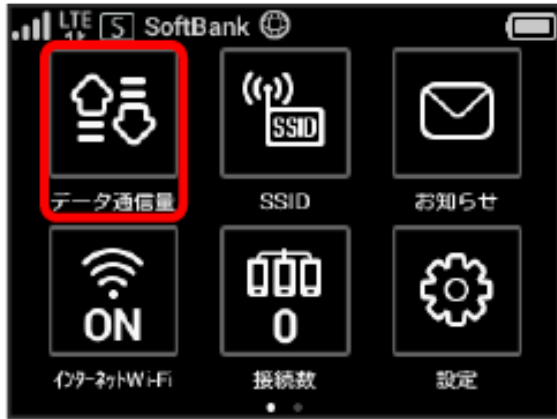 LTE S SoftBank
SSID
データ通信量 SSID お知らせ
ON 0
インターネットWi-Fi 接続数 設定